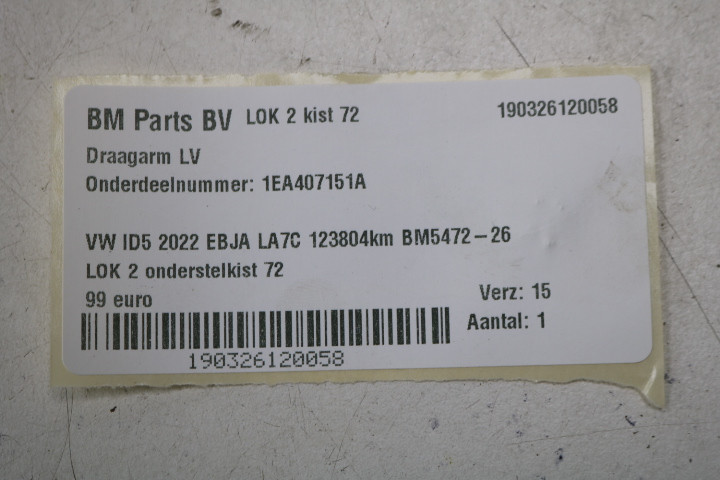 BM Parts BV LOK 2 kist 72 190326120058
Draagarm LV
Onderdeelnummer: 1EA407151A
VW ID5 2022 EBJA LA7C 123804km BM5472-26
LOK 2 onderstelkist 72
99 euro Verz: 15
Aantal: 1
190326120058